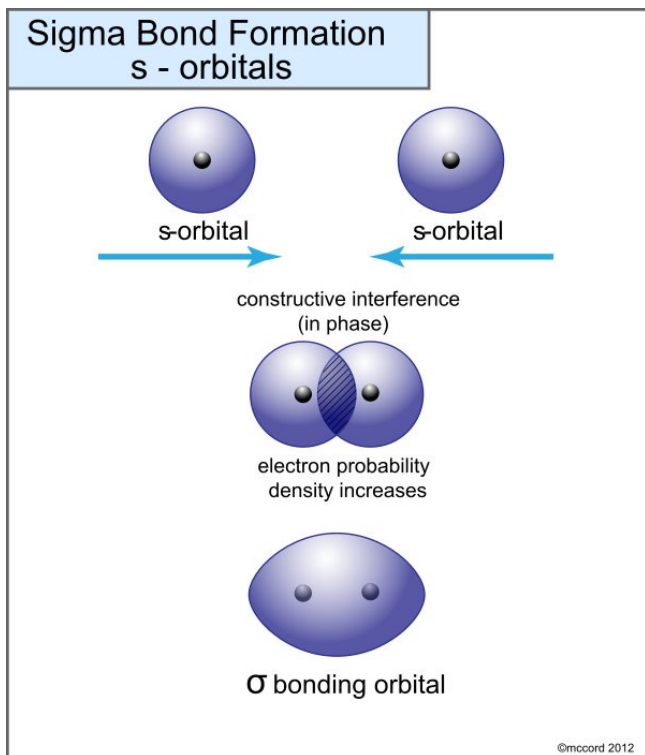 Sigma Bond Formation
s - orbitals
s-orbital
s-orbital
constructive interference
(in phase)
electron probability
density increases
σ bonding orbital
©mccord 2012